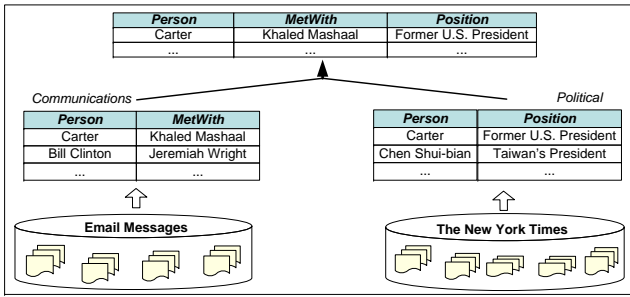 Person MetWith Position
Carter Khaled Mashaal Former U.S. President
... ... ...
Communications Political
Person MetWith
Carter Khaled Mashaal
Bill Clinton Jeremiah Wright
... ...
Person Position
Carter Former U.S. President
Chen Shui-bian Taiwan's President
... ...
Email Messages
The New York Times